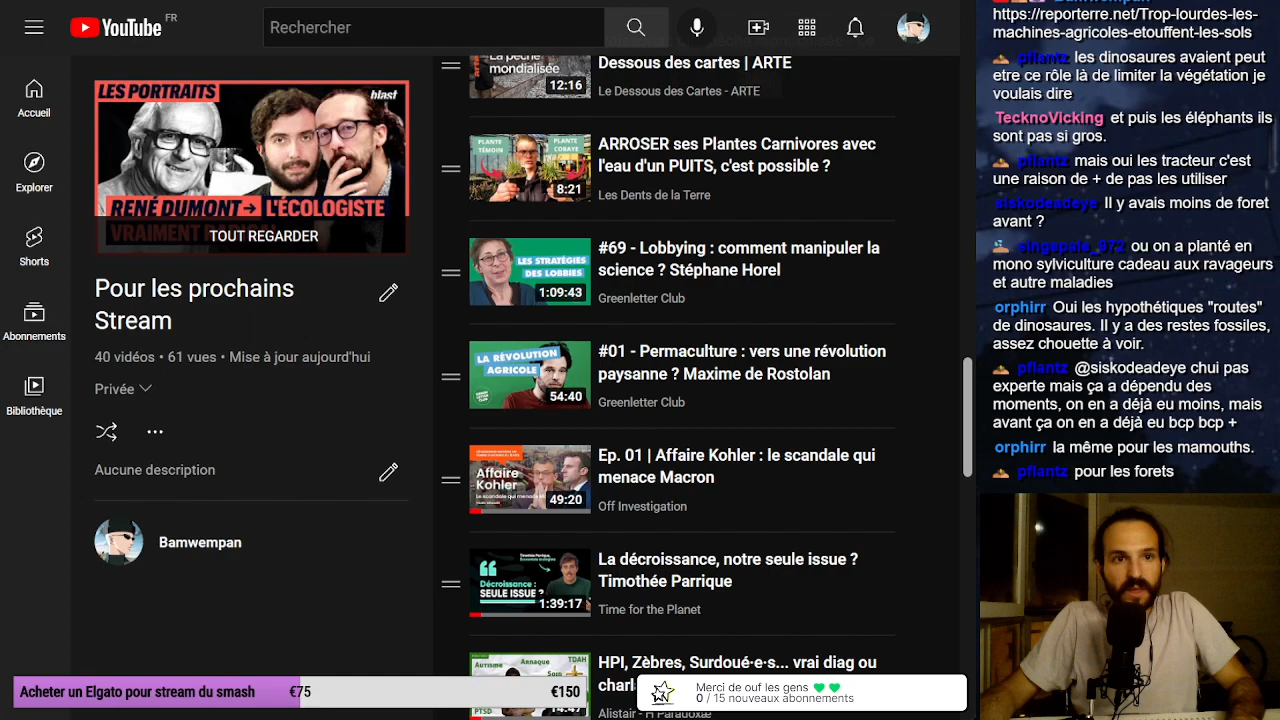 YouTube FR
Rechercher
Accueil
Explorer
Shorts
Abonnements
Bibliothèque
LES PORTRAITS
blast
RENÉ DUMONT → L'ÉCOLOGISTE
VRAIMENT RADICAL
TOUT REGARDER
Pour les prochains
Stream
40 vidéos • 61 vues • Mise à jour aujourd'hui
Privée
Aucune description
Bamwempan
La pêche
mondialisée
12:16
Dessous des cartes | ARTE
Le Dessous des Cartes - ARTE
PLANTE
TÉMOIN
PLANTE
COBAYE
8:21
ARROSER ses Plantes Carnivores avec
l'eau d'un PUITS, c'est possible ?
Les Dents de la Terre
LES STRATÉGIES
DES LOBBIES
1:09:43
#69 - Lobbying : comment manipuler la
science ? Stéphane Horel
Greenletter Club
LA RÉVOLUTION
AGRICOLE
54:40
#01 - Permaculture : vers une révolution
paysanne ? Maxime de Rostolan
Greenletter Club
Affaire
Kohler
Le scandale qui menace
49:20
Ep. 01 | Affaire Kohler : le scandale qui
menace Macron
Off Investigation
Timothée Parrique,
Décroissance :
SEULE ISSUE ?
1:39:17
La décroissance, notre seule issue ?
Timothée Parrique
Time for the Planet
Autisme
Arnaque
TDAH
Soin
PTSD
14:47
HPI, Zèbres, Surdoué·e·s... vrai diag ou
charl
Alistair - H Paradoxæ
Acheter un Elgato pour stream du smash €75 €150
Merci de ouf les gens 💚💚
0 / 15 nouveaux abonnements
Bamwempan
https://reporterre.net/Trop-lourdes-les-
machines-agricoles-etouffent-les-sols
pflantz les dinosaures avaient peut
etre ce rôle là de limiter la végétation je
voulais dire
TecknoVicking et puis les éléphants ils
sont pas si gros.
pflantz mais oui les tracteur c'est
une raison de + de pas les utiliser
siskodeadeye Il y avais moins de foret
avant ?
singapala_972 ou on a planté en
mono sylviculture cadeau aux ravageurs
et autre maladies
orphirr Oui les hypothétiques "routes"
de dinosaures. Il y a des restes fossiles,
assez chouette à voir.
pflantz @siskodeadeye chui pas
experte mais ça a dépendu des
moments, on en a déjà eu moins, mais
avant ça on en a déjà eu bcp bcp +
orphirr la même pour les mamouths.
pflantz pour les forets